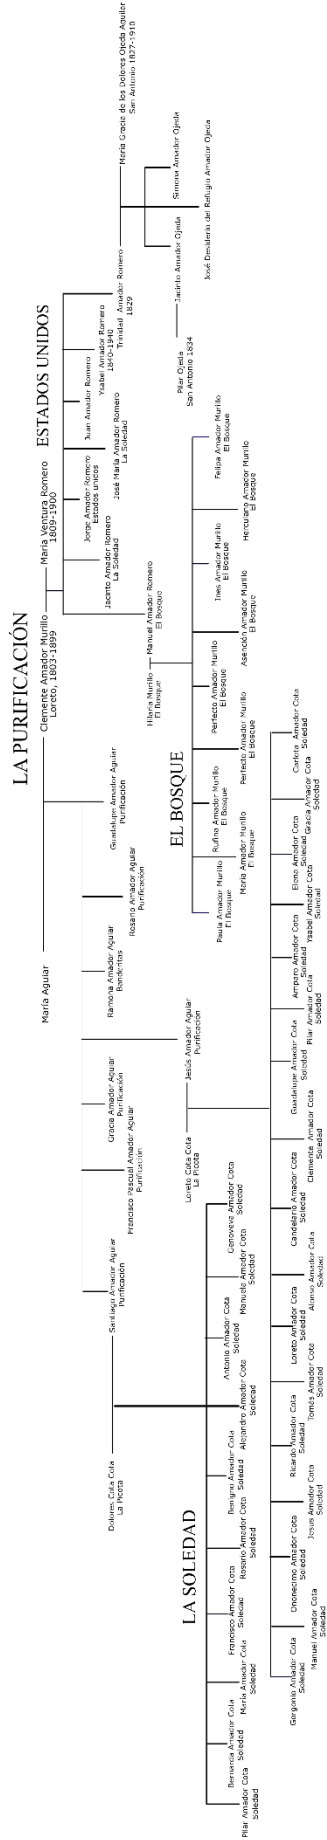 LA PURIFICACIÓN
María Aguiar
Clemente Amador Murillo
Loreto, 1803-1899
María Ventura Romero
1809-1900
ESTADOS UNIDOS
Dolores Cota Cota
La Picota
Santiago Amador Aguiar
Purificación
Francisco Pascual Amador Aguiar
Purificación
Gracia Amador Aguiar
Purificación
Ramona Amador Aguiar
Banderitas
Rosario Amador Aguiar
Purificación
Guadalupe Amador Aguiar
Purificación
Loreto Cota Cota
La Picota
Jesús Amador Aguiar
Purificación
Hilaria Murillo
El Bosque
Manuel Amador Romero
El Bosque
Jacinto Amador Romero
La Soledad
Jorge Amador Romero
Estados unidos
José María Amador Romero
La Soledad
Juan Amador Romero
Ysabel Amador Romero
1840-1940
Trinidad Amador Romero
1829
María Gracia de los Dolores Ojeda Aguilar
San Antonio 1827-1910
Pilar Ojeda
San Antonio 1834
Jacinto Amador Ojeda
José Desiderio del Refugio Amador Ojeda
Simona Amador Ojeda
EL BOSQUE
Paula Amador Murillo
El Bosque
María Amador Murillo
El Bosque
Rufina Amador Murillo
El Bosque
Perfecto Amador Murillo
El Bosque
Perfecto Amador Murillo
El Bosque
Asención Amador Murillo
El Bosque
Ines Amador Murillo
El Bosque
Herculano Amador Murillo
El Bosque
Felipa Amador Murillo
El Bosque
LA SOLEDAD
Pilar Amador Cota
Soledad
Bernarda Amador Cota
Soledad
María Amador Cota
Soledad
Francisco Amador Cota
Soledad
Rosario Amador Cota
Soledad
Benigno Amador Cota
Soledad
Alejandro Amador Cota
Soledad
Antonio Amador Cota
Soledad
Manuela Amador Cota
Soledad
Genoveva Amador Cota
Soledad
Gorgonio Amador Cota
Soledad
Manuel Amador Cota
Soledad
Ononecimo Amador Cota
Soledad
Jesus Amador Cota
Soledad
Ricardo Amador Cota
Soledad
Tomás Amador Cota
Soledad
Loreto Amador Cota
Soledad
Alonso Amador Cota
Soledad
Candelario Amador Cota
Soledad
Clemente Amador Cota
Soledad
Guadalupe Amador Cota
Soledad
Pilar Amador Cota
Soledad
Amparo Amador Cota
Soledad
Ysabel Amador Cota
Soledad
Elena Amador Cota
Soledad
Gracia Amador Cota
Soledad
Carlota Amador Cota
Soledad